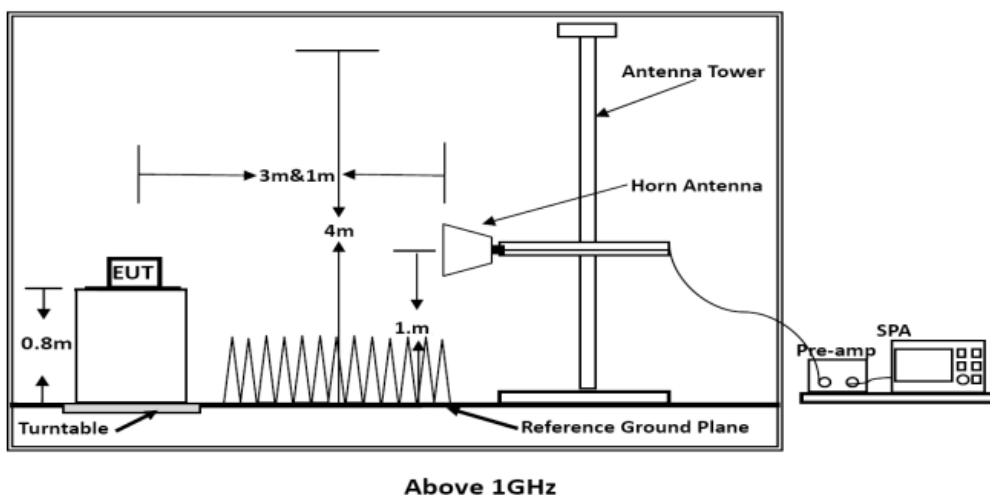 Antenna Tower
3m&1m
Horn Antenna
4m
EUT
0.8m
1.m
SPA
Pre-amp
Turntable
Reference Ground Plane
Above 1GHz